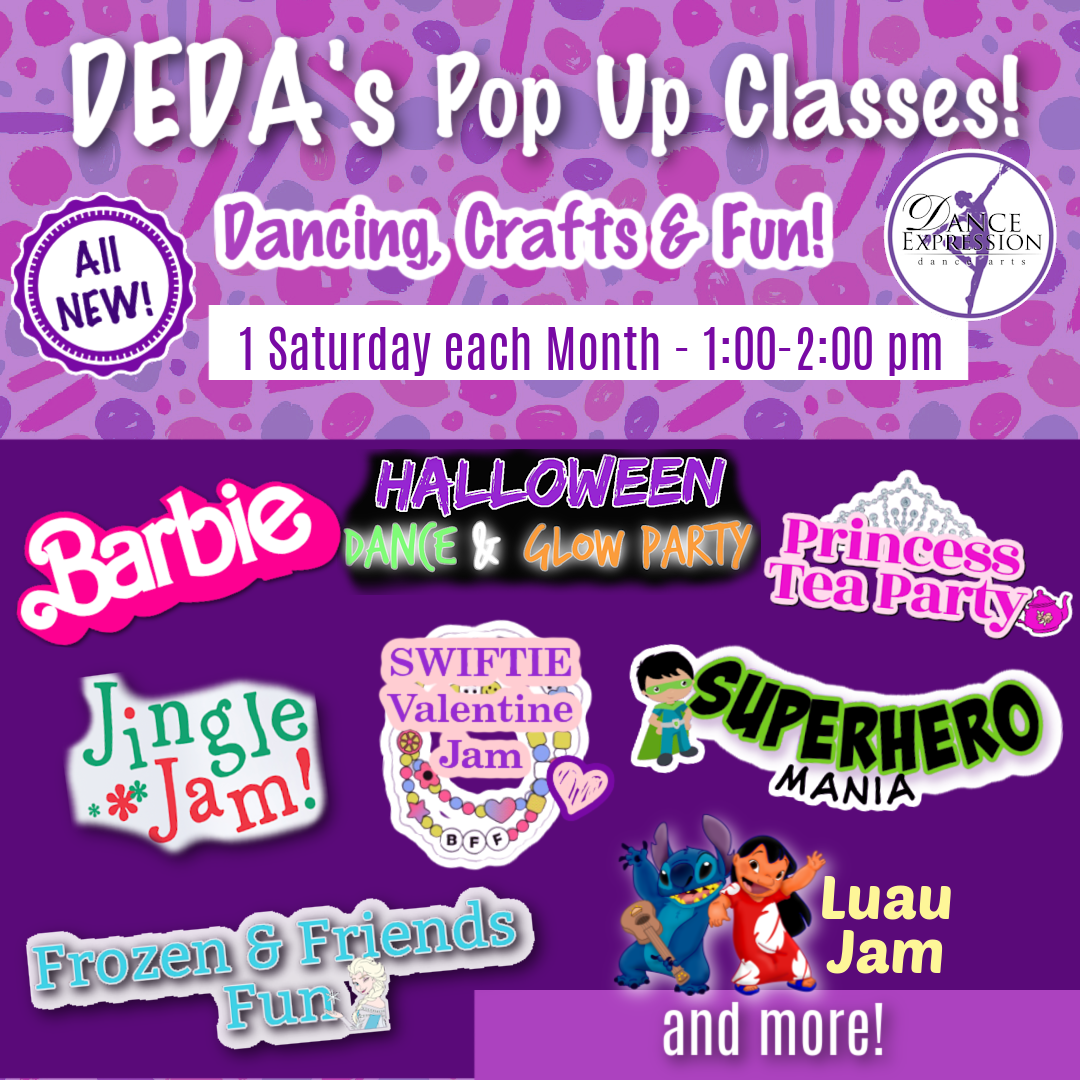 DEDA's Pop Up Classes!
Dancing, Crafts & Fun!
All
NEW!
DANCE
EXPRESSION
dance arts
1 Saturday each Month - 1:00-2:00 pm
Barbie
HALLOWEEN
DANCE & GLOW PARTY
Princess
Tea Party
Jingle
Jam!
SWIFTIE
Valentine
Jam
BFF
SUPERHERO
MANIA
Frozen & Friends
Fun
Luau
Jam
and more!